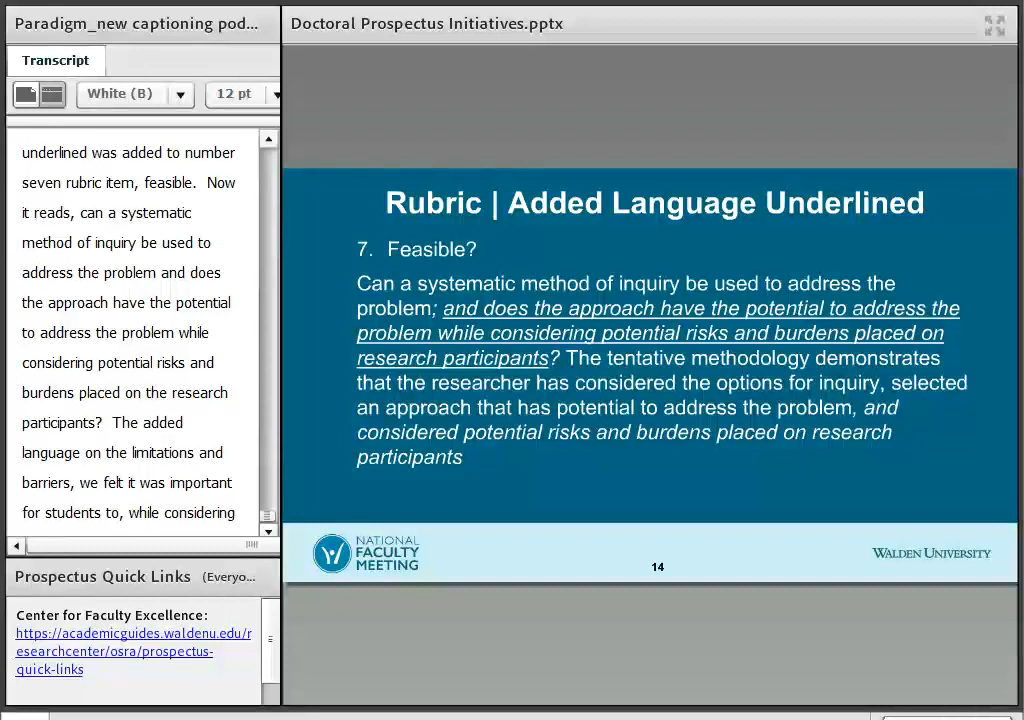 Paradigm_new captioning pod...
Transcript
White (B)
12 pt
underlined was added to number
seven rubric item, feasible.  Now
it reads, can a systematic
method of inquiry be used to
address the problem and does
the approach have the potential
to address the problem while
considering potential risks and
burdens placed on the research
participants?  The added
language on the limitations and
barriers, we felt it was important
for students to, while considering
Prospectus Quick Links (Everyo...
Center for Faculty Excellence:
https://academicguides.waldenu.edu/r
esearchcenter/osra/prospectus-
quick-links
Doctoral Prospectus Initiatives.pptx
Rubric | Added Language Underlined
7. Feasible?
Can a systematic method of inquiry be used to address the
problem; and does the approach have the potential to address the
problem while considering potential risks and burdens placed on
research participants? The tentative methodology demonstrates
that the researcher has considered the options for inquiry, selected
an approach that has potential to address the problem, and
considered potential risks and burdens placed on research
participants
NATIONAL
FACULTY
MEETING
14
WALDEN UNIVERSITY